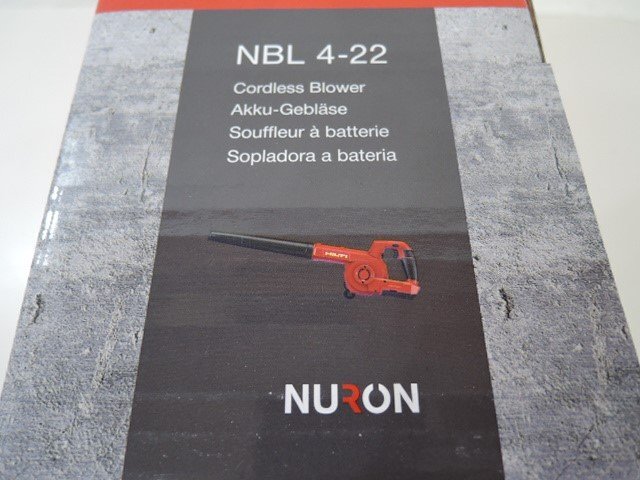 NBL 4-22
Cordless Blower
Akku-Gebläse
Souffleur à batterie
Sopladora a bateria
HILTI
NURON